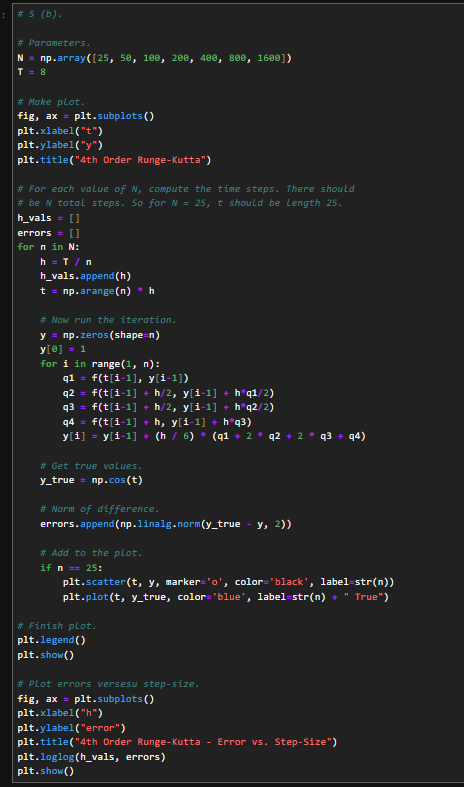 :
# 5 (b).
# Parameters.
N = np.array([25, 50, 100, 200, 400, 800, 1600])
T = 8
# Make plot.
fig, ax = plt.subplots()
plt.xlabel("t")
plt.ylabel("y")
plt.title("4th Order Runge-Kutta")
# For each value of N, compute the time steps. There should
# be N total steps. So for N = 25, t should be length 25.
h_vals = []
errors = []
for n in N:
    h = T / n
    h_vals.append(h)
    t = np.arange(n) * h
    # Now run the iteration.
    y = np.zeros(shape=n)
    y[0] = 1
    for i in range(1, n):
        q1 = f(t[i-1], y[i-1])
        q2 = f(t[i-1] + h/2, y[i-1] + h*q1/2)
        q3 = f(t[i-1] + h/2, y[i-1] + h*q2/2)
        q4 = f(t[i-1] + h, y[i-1] + h*q3)
        y[i] = y[i-1] + (h / 6) * (q1 + 2 * q2 + 2 * q3 + q4)
    # Get true values.
    y_true = np.cos(t)
    # Norm of difference.
    errors.append(np.linalg.norm(y_true - y, 2))
    # Add to the plot.
    if n == 25:
        plt.scatter(t, y, marker='o', color='black', label=str(n))
        plt.plot(t, y_true, color='blue', label=str(n) + " True")
# Finish plot.
plt.legend()
plt.show()
# Plot errors versesu step-size.
fig, ax = plt.subplots()
plt.xlabel("h")
plt.ylabel("error")
plt.title("4th Order Runge-Kutta - Error vs. Step-Size")
plt.loglog(h_vals, errors)
plt.show()